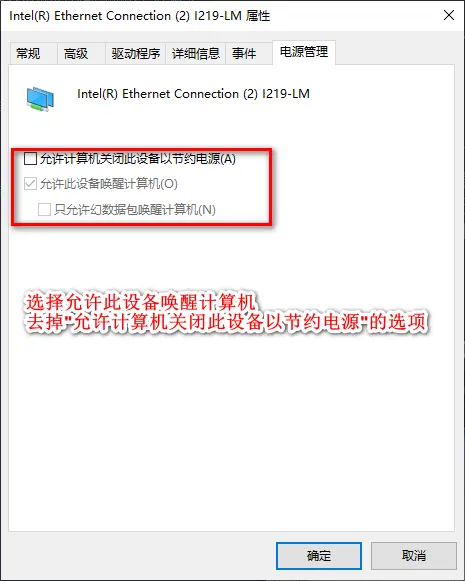 Intel(R) Ethernet Connection (2) I219-LM 属性
常规 高级 驱动程序 详细信息 事件 电源管理
Intel(R) Ethernet Connection (2) I219-LM
允许计算机关闭此设备以节约电源(A)
允许此设备唤醒计算机(O)
只允许幻数据包唤醒计算机(N)
选择允许此设备唤醒计算机
去掉"允许计算机关闭此设备以节约电源"的选项
确定 取消